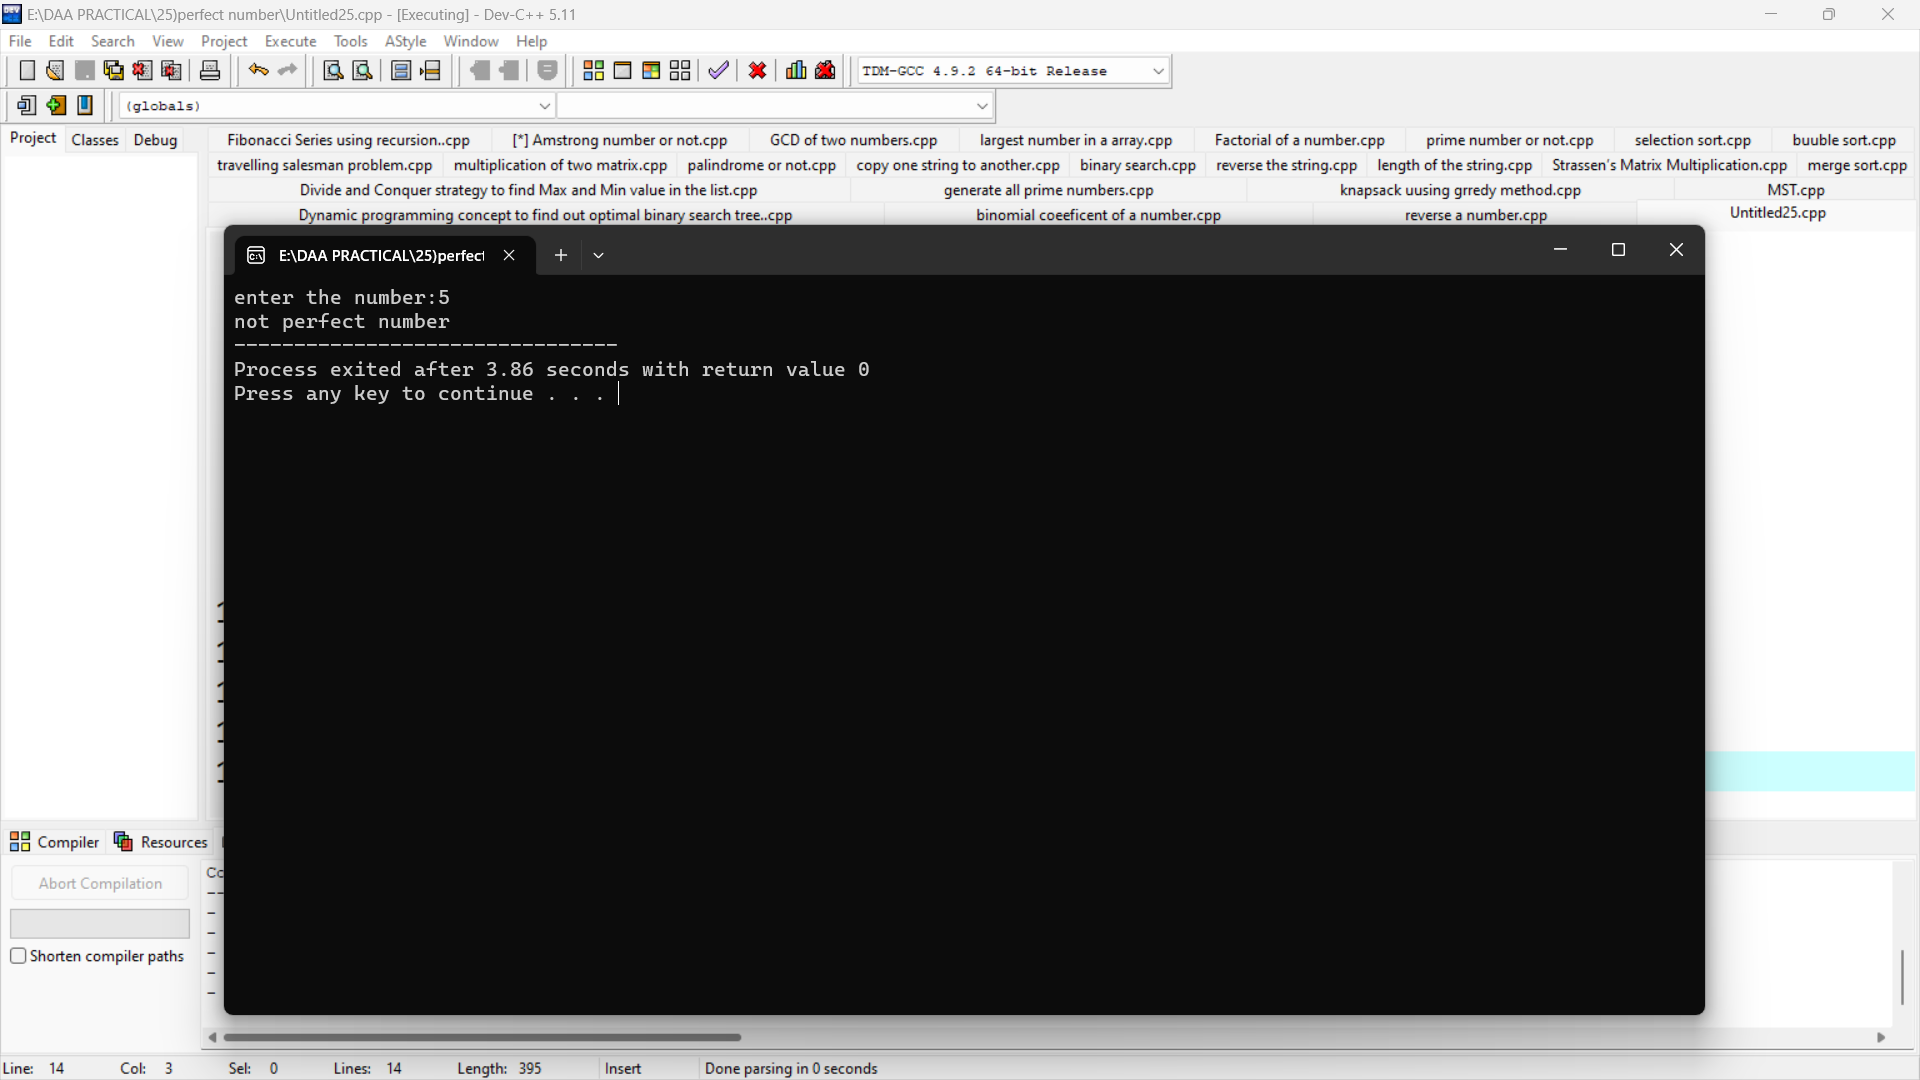 E:\DAA PRACTICAL\25)perfect number\Untitled25.cpp - [Executing] - Dev-C++ 5.11
File Edit Search View Project Execute Tools AStyle Window Help
TDM-GCC 4.9.2 64-bit Release
(globals)
Project Classes Debug
Fibonacci Series using recursion..cpp [*] Amstrong number or not.cpp GCD of two numbers.cpp largest number in a array.cpp Factorial of a number.cpp prime number or not.cpp selection sort.cpp buuble sort.cpp
travelling salesman problem.cpp multiplication of two matrix.cpp palindrome or not.cpp copy one string to another.cpp binary search.cpp reverse the string.cpp length of the string.cpp Strassen's Matrix Multiplication.cpp merge sort.cpp
Divide and Conquer strategy to find Max and Min value in the list.cpp generate all prime numbers.cpp knapsack uusing grredy method.cpp MST.cpp
Dynamic programming concept to find out optimal binary search tree..cpp binomial coeeficent of a number.cpp reverse a number.cpp Untitled25.cpp
E:\DAA PRACTICAL\25)perfect
enter the number:5
not perfect number
--------------------------------
Process exited after 3.86 seconds with return value 0
Press any key to continue . . .
Compiler Resources
Abort Compilation
Shorten compiler paths
Line: 14 Col: 3 Sel: 0 Lines: 14 Length: 395 Insert Done parsing in 0 seconds